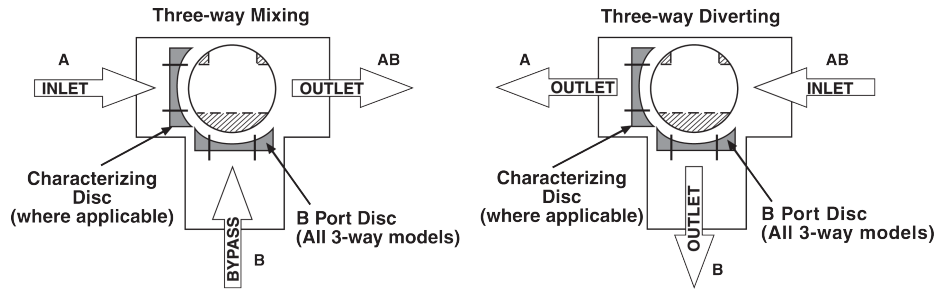 Three-way Mixing
A
INLET
AB
OUTLET
Characterizing
Disc
(where applicable)
BYPASS
B
B Port Disc
(All 3-way models)
Three-way Diverting
A
OUTLET
AB
INLET
Characterizing
Disc
(where applicable)
OUTLET
B
B Port Disc
(All 3-way models)